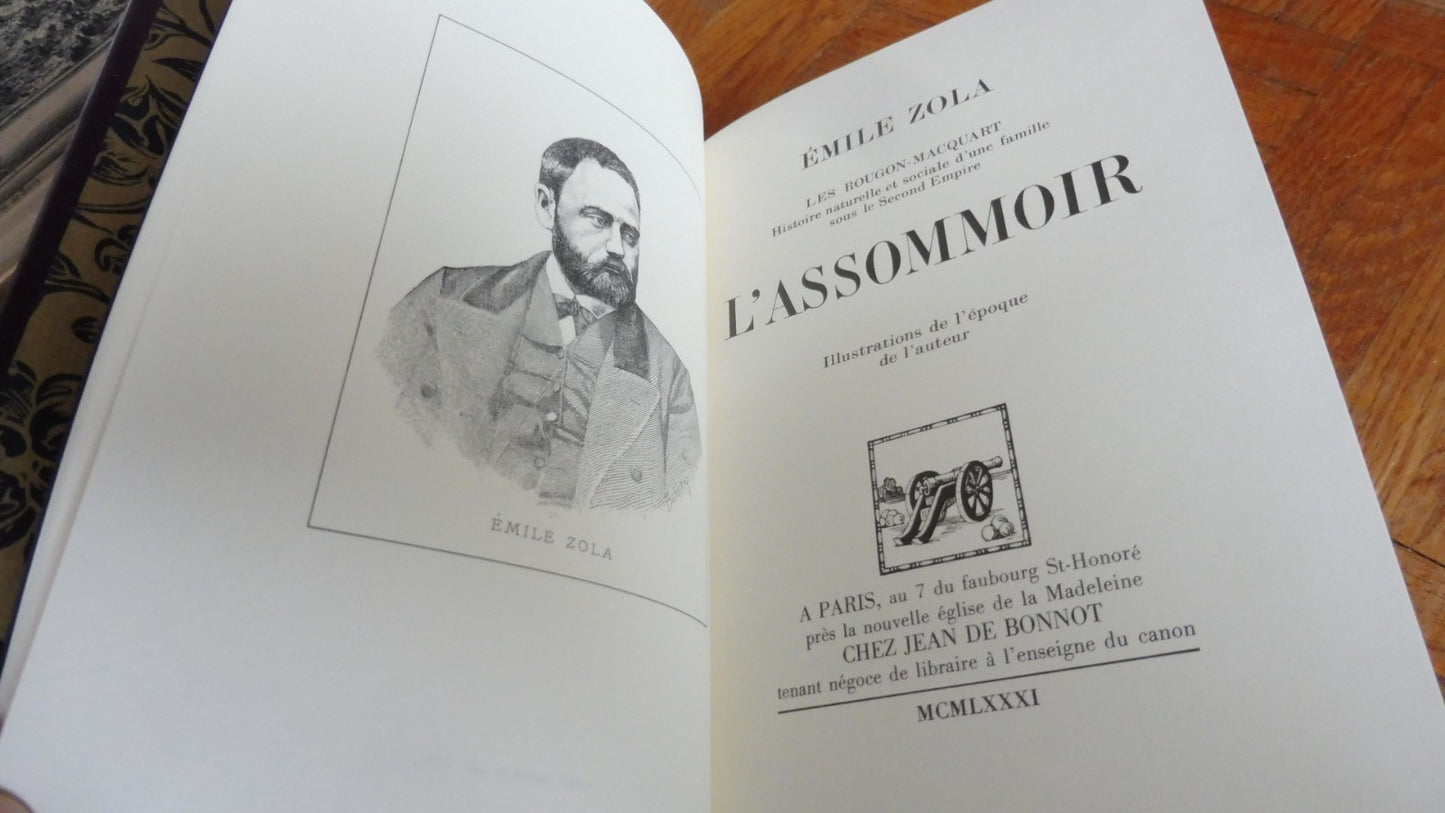 ÉMILE ZOLA
ÉMILE ZOLA
LES ROUGON-MACQUART
Histoire naturelle et sociale d'une famille
sous le Second Empire
L'ASSOMMOIR
Illustrations de l'époque
de l'auteur
A PARIS, au 7 du faubourg St-Honoré
près la nouvelle église de la Madeleine
CHEZ JEAN DE BONNOT
tenant négoce de libraire à l'enseigne du canon
MCMLXXXI